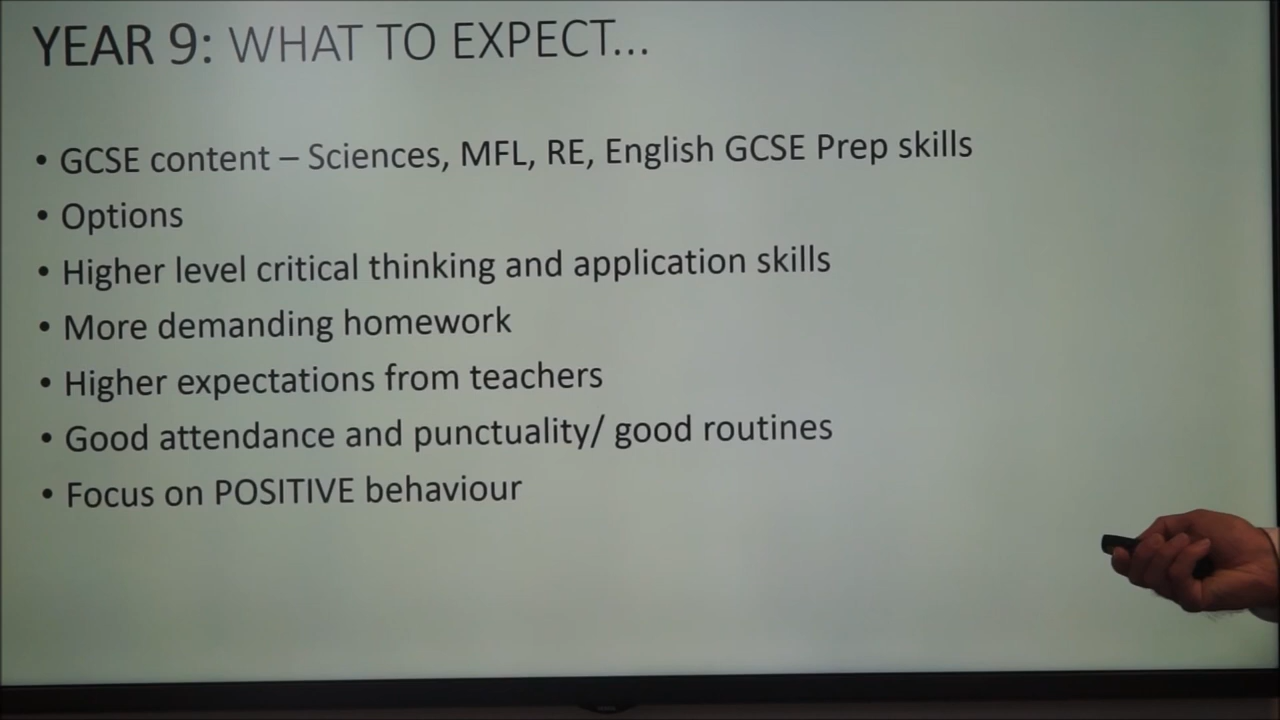 YEAR 9: WHAT TO EXPECT...
• GCSE content – Sciences, MFL, RE, English GCSE Prep skills
• Options
• Higher level critical thinking and application skills
• More demanding homework
• Higher expectations from teachers
• Good attendance and punctuality/ good routines
• Focus on POSITIVE behaviour